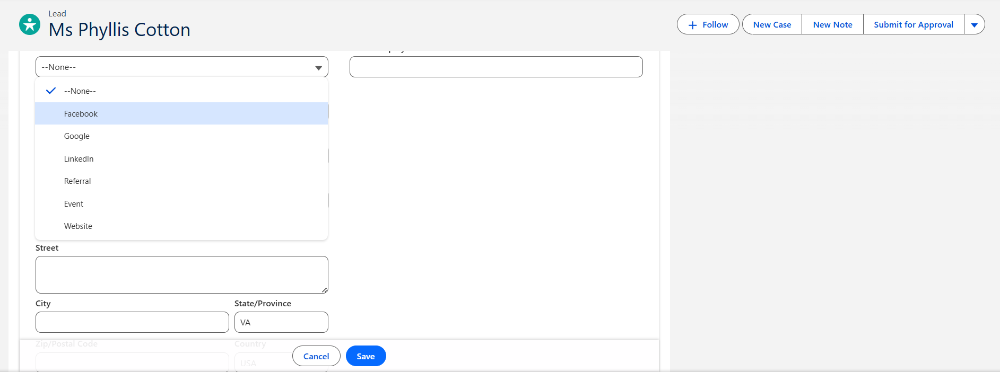 Lead
Ms Phyllis Cotton
Follow
New Case
New Note
Submit for Approval
--None--
--None--
Facebook
Google
LinkedIn
Referral
Event
Website
Street
City
State/Province
VA
Zip/Postal Code
Country
USA
Cancel
Save